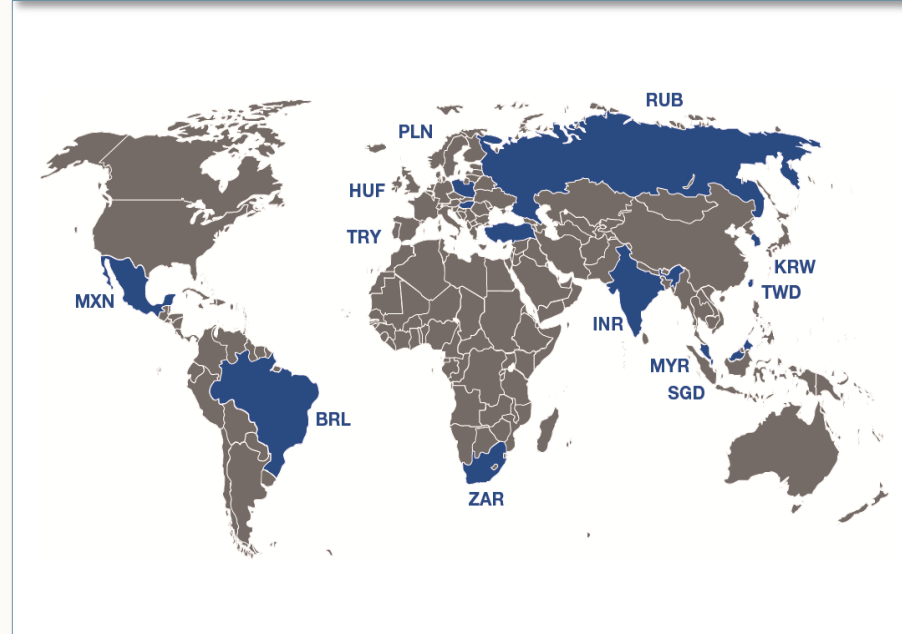 RUB
PLN
HUF
TRY
KRW
MXN
TWD
INR
MYR
SGD
BRL
ZAR